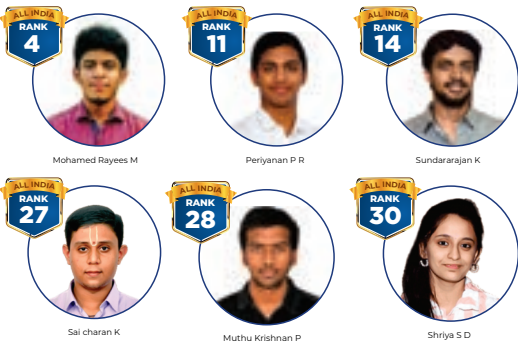 ALL INDIA
RANK
4
Mohamed Rayees M
ALL INDIA
RANK
11
Periyanan P R
ALL INDIA
RANK
14
Sundararajan K
ALL INDIA
RANK
27
Sai charan K
ALL INDIA
RANK
28
Muthu Krishnan P
ALL INDIA
RANK
30
Shriya S D